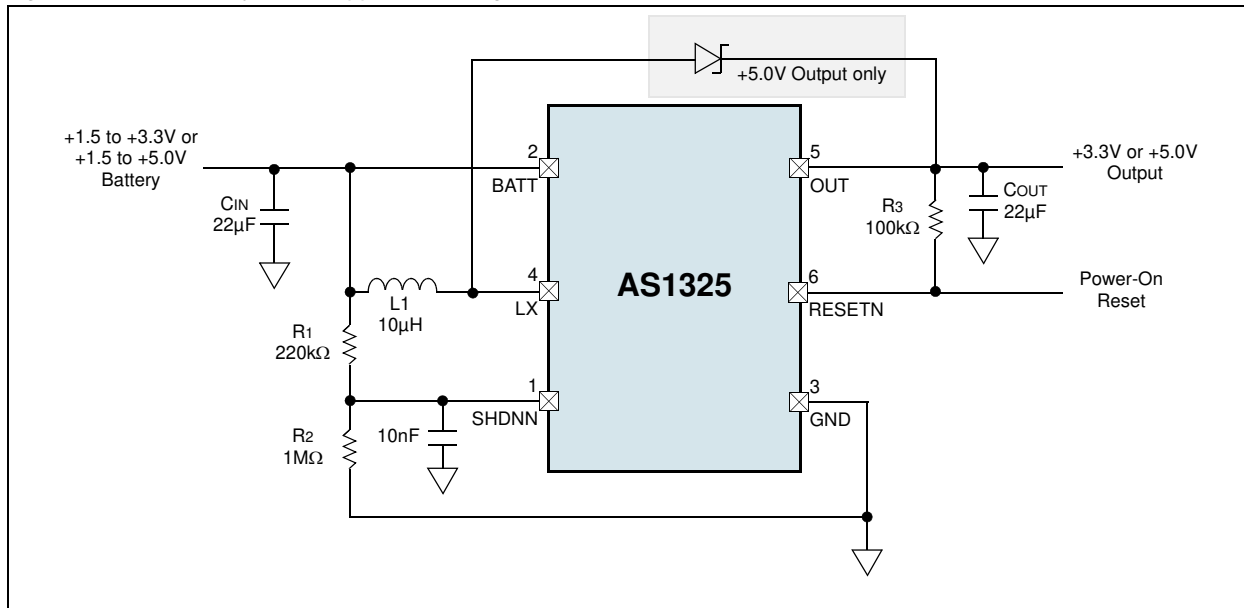 +5.0V Output only
+1.5 to +3.3V or
+1.5 to +5.0V
Battery
2
BATT
5
OUT
+3.3V or +5.0V
Output
CIN
22µF
R3
100kΩ
COUT
22µF
AS1325
4
LX
L1
10µH
6
RESETN
Power-On
Reset
R1
220kΩ
1
SHDNN
3
GND
R2
1MΩ
10nF